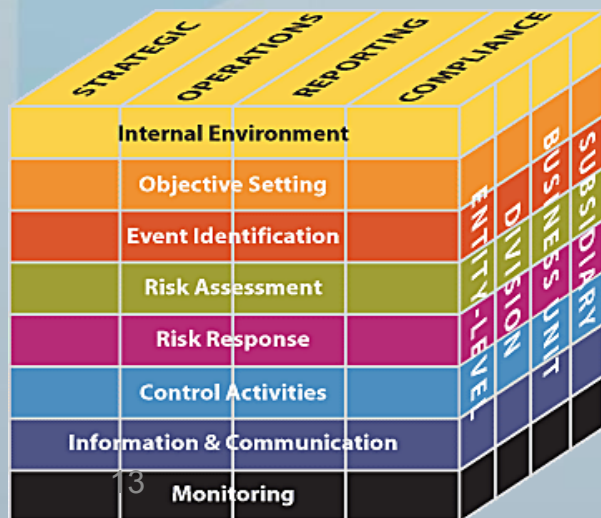 STRATEGIC
OPERATIONS
REPORTING
COMPLIANCE
Internal Environment
Objective Setting
Event Identification
Risk Assessment
Risk Response
Control Activities
Information & Communication
Monitoring
13
ENTITY-LEVEL
DIVISION
BUSINESS UNIT
SUBSIDIARY